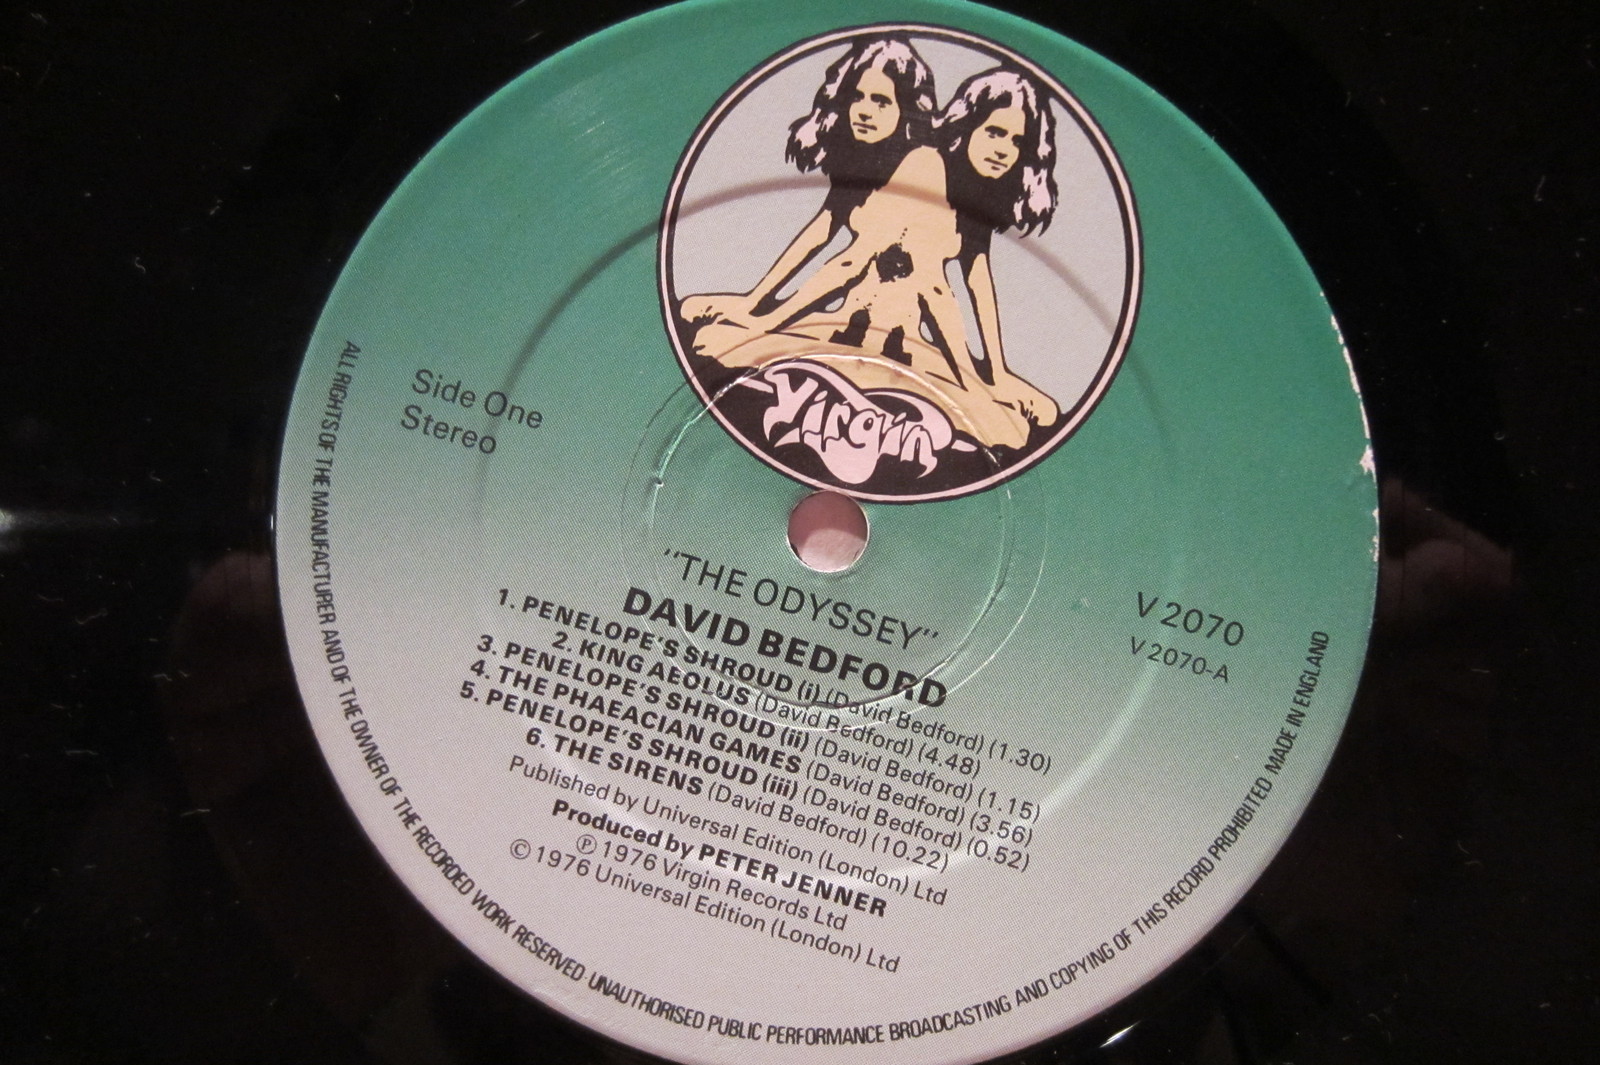 Virgin
Side One
Stereo
"THE ODYSSEY"
DAVID BEDFORD
V 2070
V 2070-A
1. PENELOPE'S SHROUD (i) (David Bedford) (1.30)
2. KING AEOLUS (David Bedford) (4.48)
3. PENELOPE'S SHROUD (ii) (David Bedford) (1.15)
4. THE PHAEACIAN GAMES (David Bedford) (3.56)
5. PENELOPE'S SHROUD (iii) (David Bedford) (0.52)
6. THE SIRENS (David Bedford) (10.22)
Published by Universal Edition (London) Ltd
Produced by PETER JENNER
℗ 1976 Virgin Records Ltd
© 1976 Universal Edition (London) Ltd
ALL RIGHTS OF THE MANUFACTURER AND OF THE OWNER OF THE RECORDED WORK RESERVED·UNAUTHORISED PUBLIC PERFORMANCE BROADCASTING AND COPYING OF THIS RECORD PROHIBITED MADE IN ENGLAND